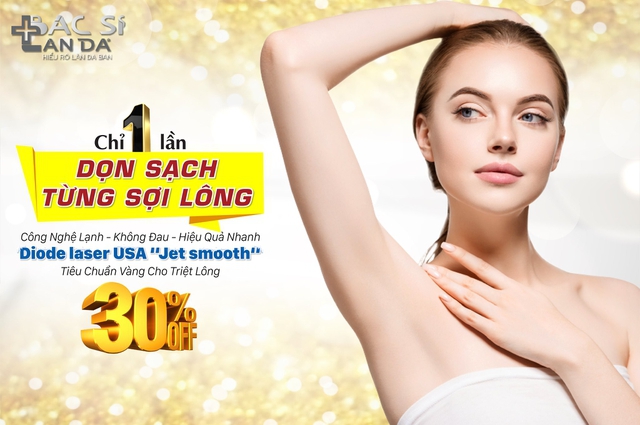 BÁC SĨ
LAN DA
HIỂU RÕ LÀN DA BẠN
Chỉ 1 lần
DỌN SẠCH
TỪNG SỢI LÔNG
Công Nghệ Lạnh - Không Đau - Hiệu Quả Nhanh
Diode laser USA "Jet smooth"
Tiêu Chuẩn Vàng Cho Triệt Lông
30% OFF